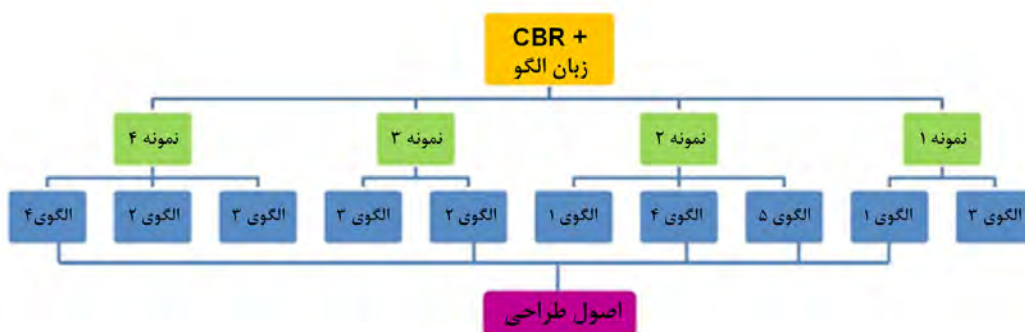 CBR +
زبان الگو
نمونه ۱
نمونه ۲
نمونه ۳
نمونه ۴
الگوی ۳
الگوی ۱
الگوی ۵
الگوی ۴
الگوی ۱
الگوی ۲
الگوی ۳
الگوی ۳
الگوی ۲
الگوی۴
اصول طراحی